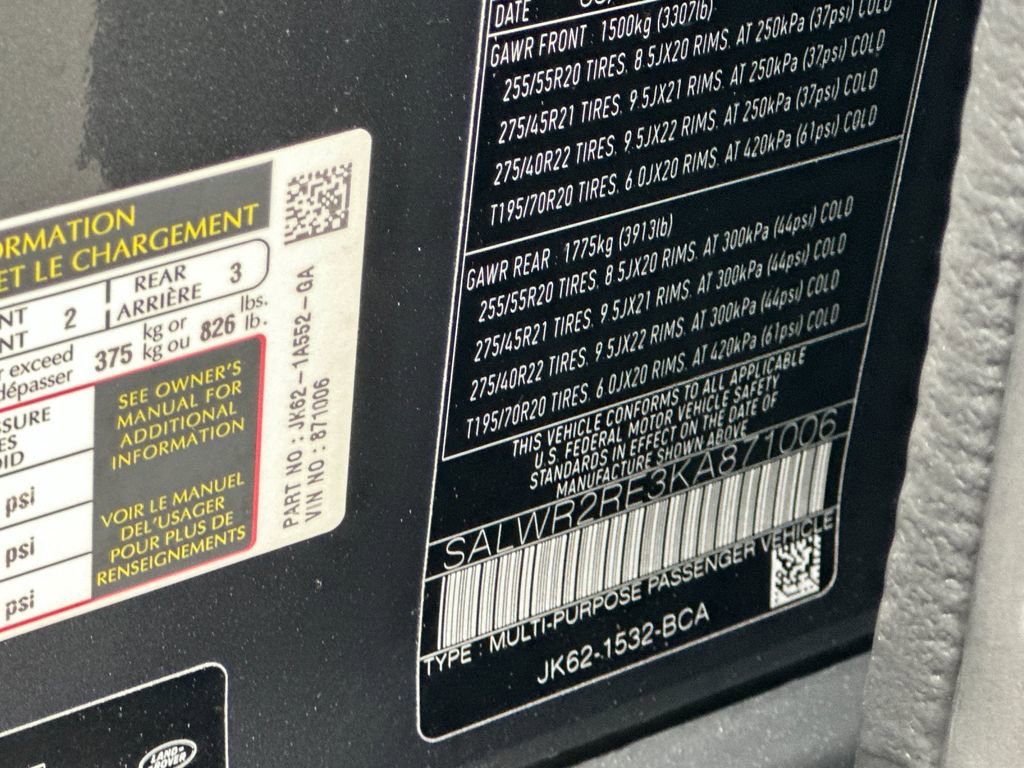 ORMATION
ET LE CHARGEMENT
NT
NT
2
REAR
ARRIÈRE
3
exceed
dépasser
375
kg or
kg ou
826
lbs.
lb.
SSURE
ES
OID
psi
psi
psi
SEE OWNER'S
MANUAL FOR
ADDITIONAL
INFORMATION
VOIR LE MANUEL
DEL'USAGER
POUR PLUS DE
RENSEIGNEMENTS
PART NO : JK62-1A552-GA
VIN NO : 871006
LAND-
ROVER
DATE :
GAWR FRONT : 1500kg (3307lb)
255/55R20 TIRES. 8.5JX20 RIMS. AT 250kPa (37psi) COLD
275/45R21 TIRES. 9.5JX21 RIMS. AT 250kPa (37psi) COLD
275/40R22 TIRES. 9.5JX22 RIMS. AT 250kPa (37psi) COLD
T195/70R20 TIRES. 6.0JX20 RIMS. AT 420kPa (61psi) COLD
GAWR REAR : 1775kg (3913lb)
255/55R20 TIRES. 8.5JX20 RIMS. AT 300kPa (44psi) COLD
275/45R21 TIRES. 9.5JX21 RIMS. AT 300kPa (44psi) COLD
275/40R22 TIRES. 9.5JX22 RIMS. AT 300kPa (44psi) COLD
T195/70R20 TIRES. 6.0JX20 RIMS. AT 420kPa (61psi) COLD
THIS VEHICLE CONFORMS TO ALL APPLICABLE
U.S. FEDERAL MOTOR VEHICLE SAFETY
STANDARDS IN EFFECT ON THE DATE OF
MANUFACTURE SHOWN ABOVE
SALWR2RE3KA871006
TYPE : MULTI-PURPOSE PASSENGER VEHICLE
JK62-1532-BCA